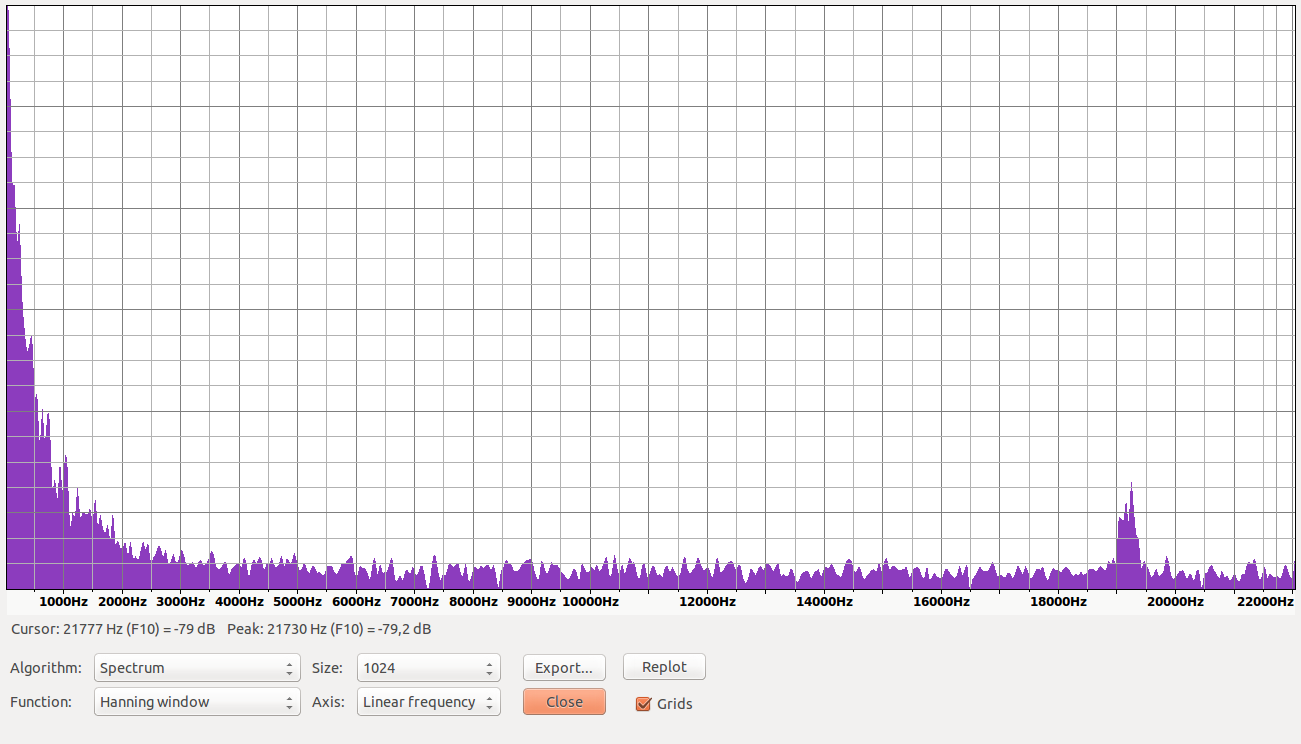 1000Hz 2000Hz 3000Hz 4000Hz 5000Hz 6000Hz 7000Hz 8000Hz 9000Hz 10000Hz 12000Hz 14000Hz 16000Hz 18000Hz 20000Hz 22000Hz
Cursor: 21777 Hz (F10) = -79 dB Peak: 21730 Hz (F10) = -79,2 dB
Algorithm: Spectrum Size: 1024 Export... Replot
Function: Hanning window Axis: Linear frequency Close Grids